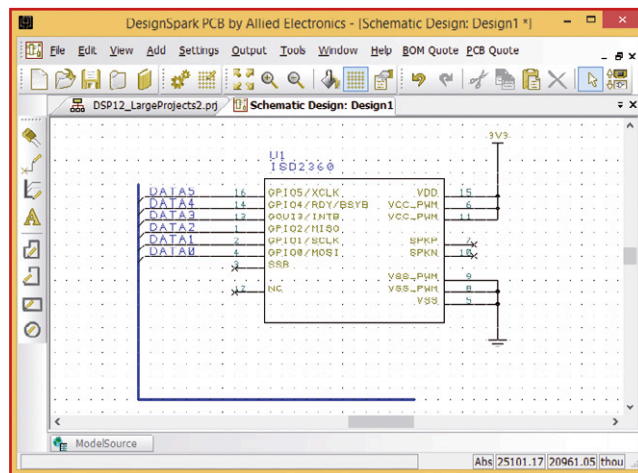 DesignSpark PCB by Allied Electronics - [Schematic Design: Design1 *]
File Edit View Add Settings Output Tools Window Help BOM Quote PCB Quote
DSP12_LargeProjects2.prj Schematic Design: Design1
3V3
U1
ISD2360
DATA5 16 GPIO5/XCLK VDD 15
DATA4 14 GPIO4/RDY/BSYB VCC_PWM 6
DATA3 13 GOUI3/INTB VCC_PWM 11
DATA2 1 GPIO2/MISO
DATA1 2 GPIO1/SCLK SPKP 7
DATA0 4 GPIO0/MOSI SPKN 10
3 SSB
VSS_PWM 9
12 NC VSS_PWM 8
VSS 5
ModelSource
Abs 25101.17 20961.05 thou